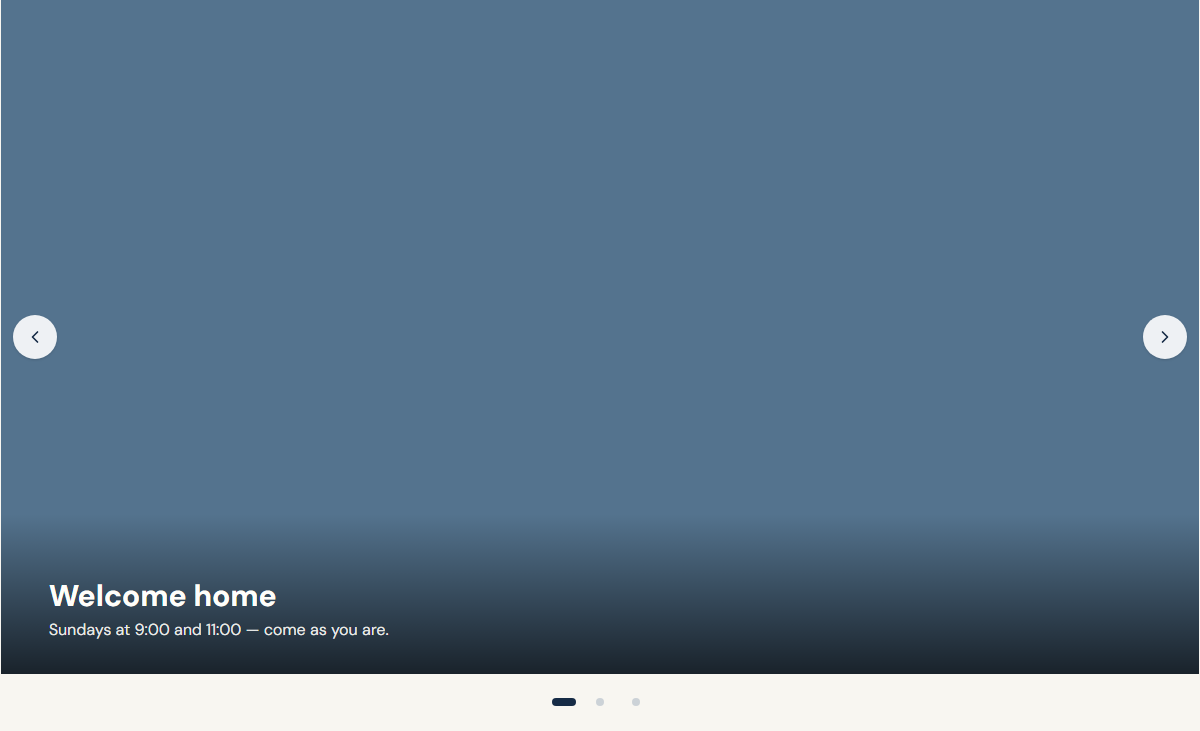 Welcome home
Sundays at 9:00 and 11:00 — come as you are.